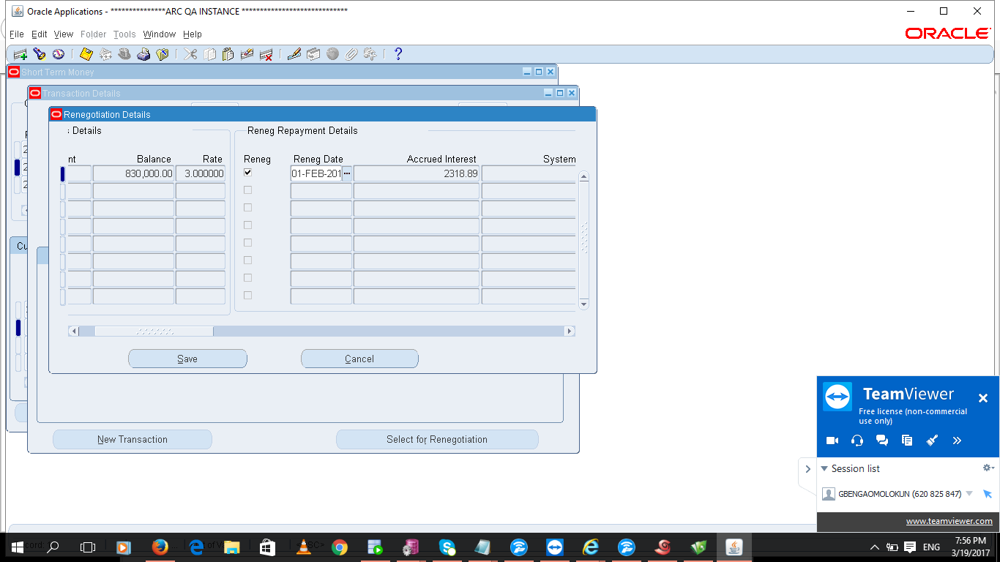 Oracle Applications - ***************ARC QA INSTANCE *****************************
File Edit View Folder Tools Window Help
ORACLE
Short Term Money
Transaction Details
Renegotiation Details
: Details
Reneg Repayment Details
nt Balance Rate Reneg Reneg Date Accrued Interest System
830,000.00 3.000000 01-FEB-201 ... 2318.89
Cu
Save Cancel
New Transaction Select for Renegotiation
TeamViewer
Free license (non-commercial
use only)
Session list
GBENGAOMOLOKUN (620 825 847)
www.teamviewer.com
ENG
7:56 PM
3/19/2017